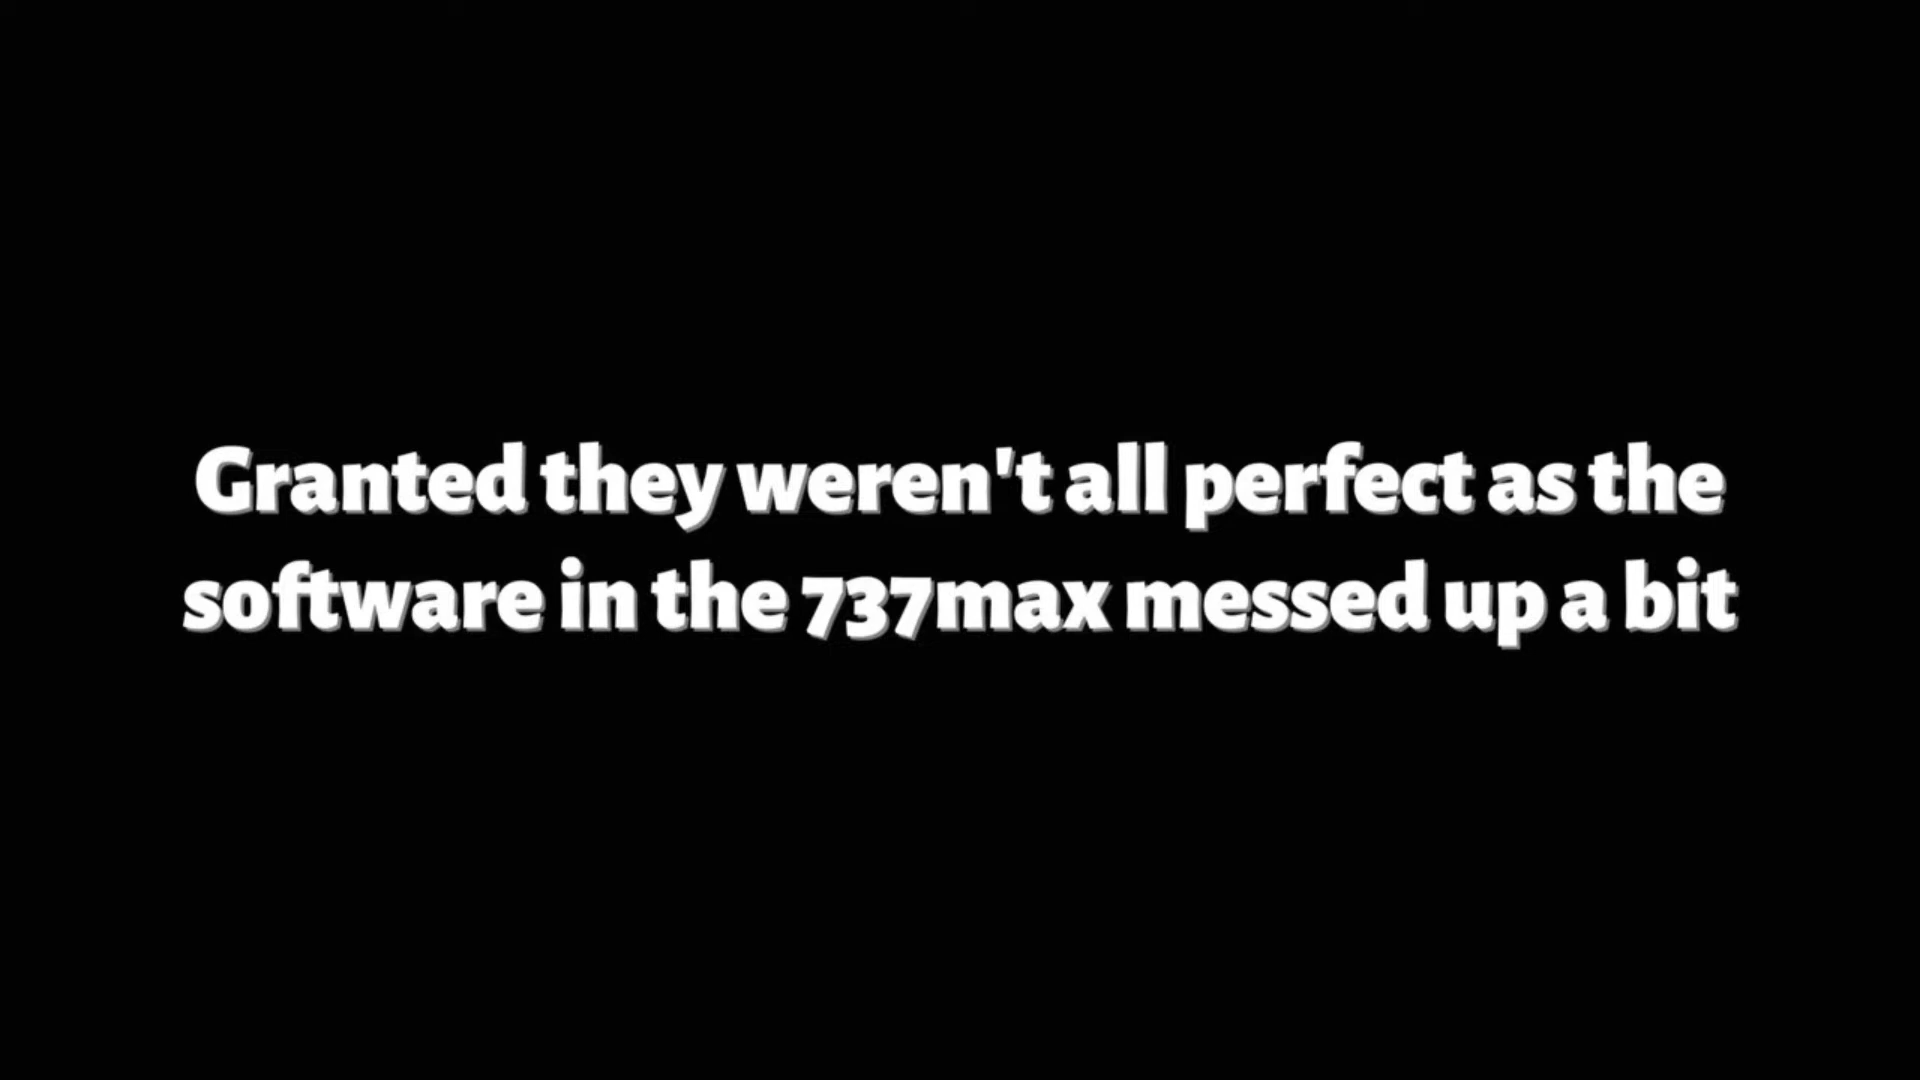 Granted they weren't all perfect as the
software in the 737max messed up a bit